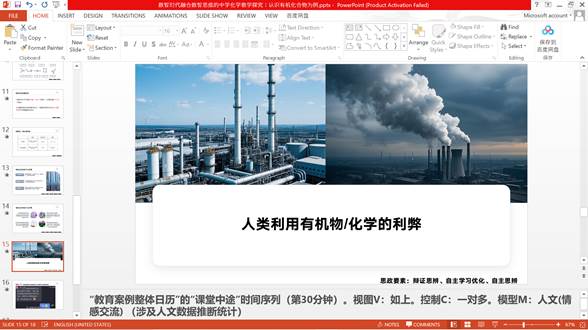 数智时代融合数智思维的中学化学教学研究：认识有机化合物为例.pptx - PowerPoint (Product Activation Failed)
FILE HOME INSERT DESIGN TRANSITIONS ANIMATIONS SLIDE SHOW REVIEW VIEW 百度网盘 Microsoft account
Paste Cut Copy Format Painter
New Slide Layout Reset Section
Text Direction Align Text Convert to SmartArt
Arrange Quick Styles Shape Fill Shape Outline Shape Effects
Find Replace Select
保存到百度网盘
Clipboard Slides Font Paragraph Drawing Editing 保存
11
12
13
14
15
16
人类利用有机物/化学的利弊
思政要素：辩证思辨、自主学习优化、自主思辨
“教育案例整体日历”的“课堂中途”时间序列（第30分钟）。视图V：如上。控制C：一对多。模型M：人文(情
感交流）（涉及人文数据推断统计）
SLIDE 15 OF 18 ENGLISH (UNITED STATES) NOTES COMMENTS 67%